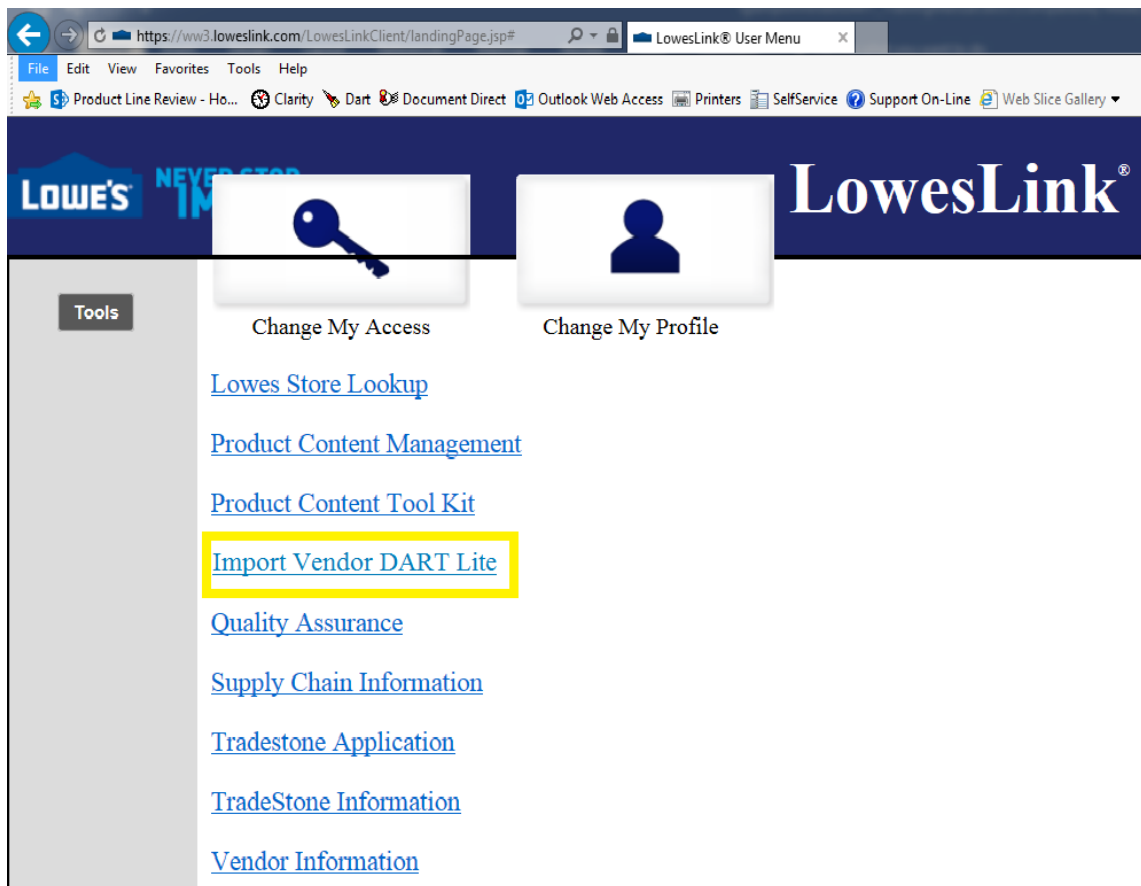 https://ww3.loweslink.com/LowesLinkClient/landingPage.jsp#
LowesLink® User Menu
File Edit View Favorites Tools Help
Product Line Review - Ho... Clarity Dart Document Direct Outlook Web Access Printers SelfService Support On-Line Web Slice Gallery
LOWE'S
NEVER STOP
LowesLink®
Tools
Change My Access
Change My Profile
Lowes Store Lookup
Product Content Management
Product Content Tool Kit
Import Vendor DART Lite
Quality Assurance
Supply Chain Information
Tradestone Application
TradeStone Information
Vendor Information